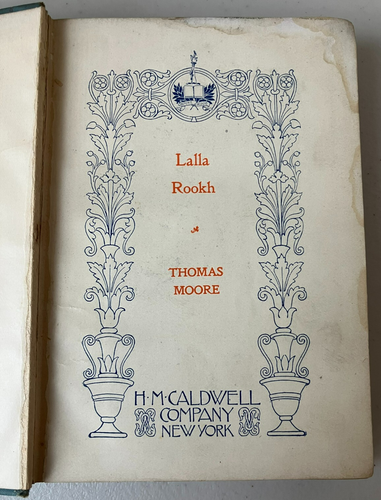 Lalla
Rookh
THOMAS
MOORE
H·M·CALDWELL
COMPANY
NEW YORK